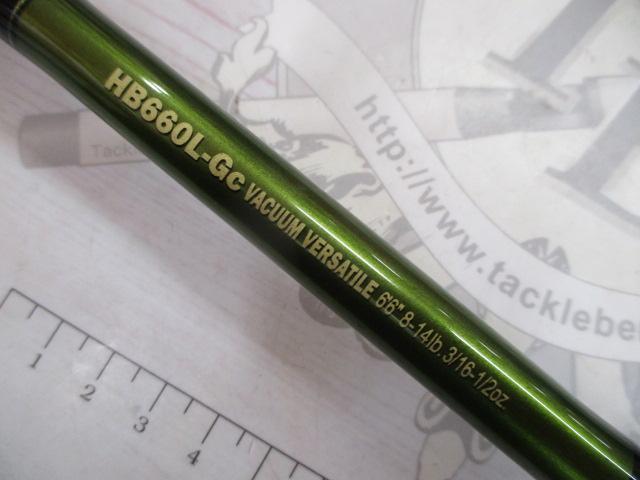 HB660L-Gc VACUUM VERSATILE 6'6" 8-14lb. 3/16-1/2oz.
http://www.tacklebe
Tackle
1 2 3 4